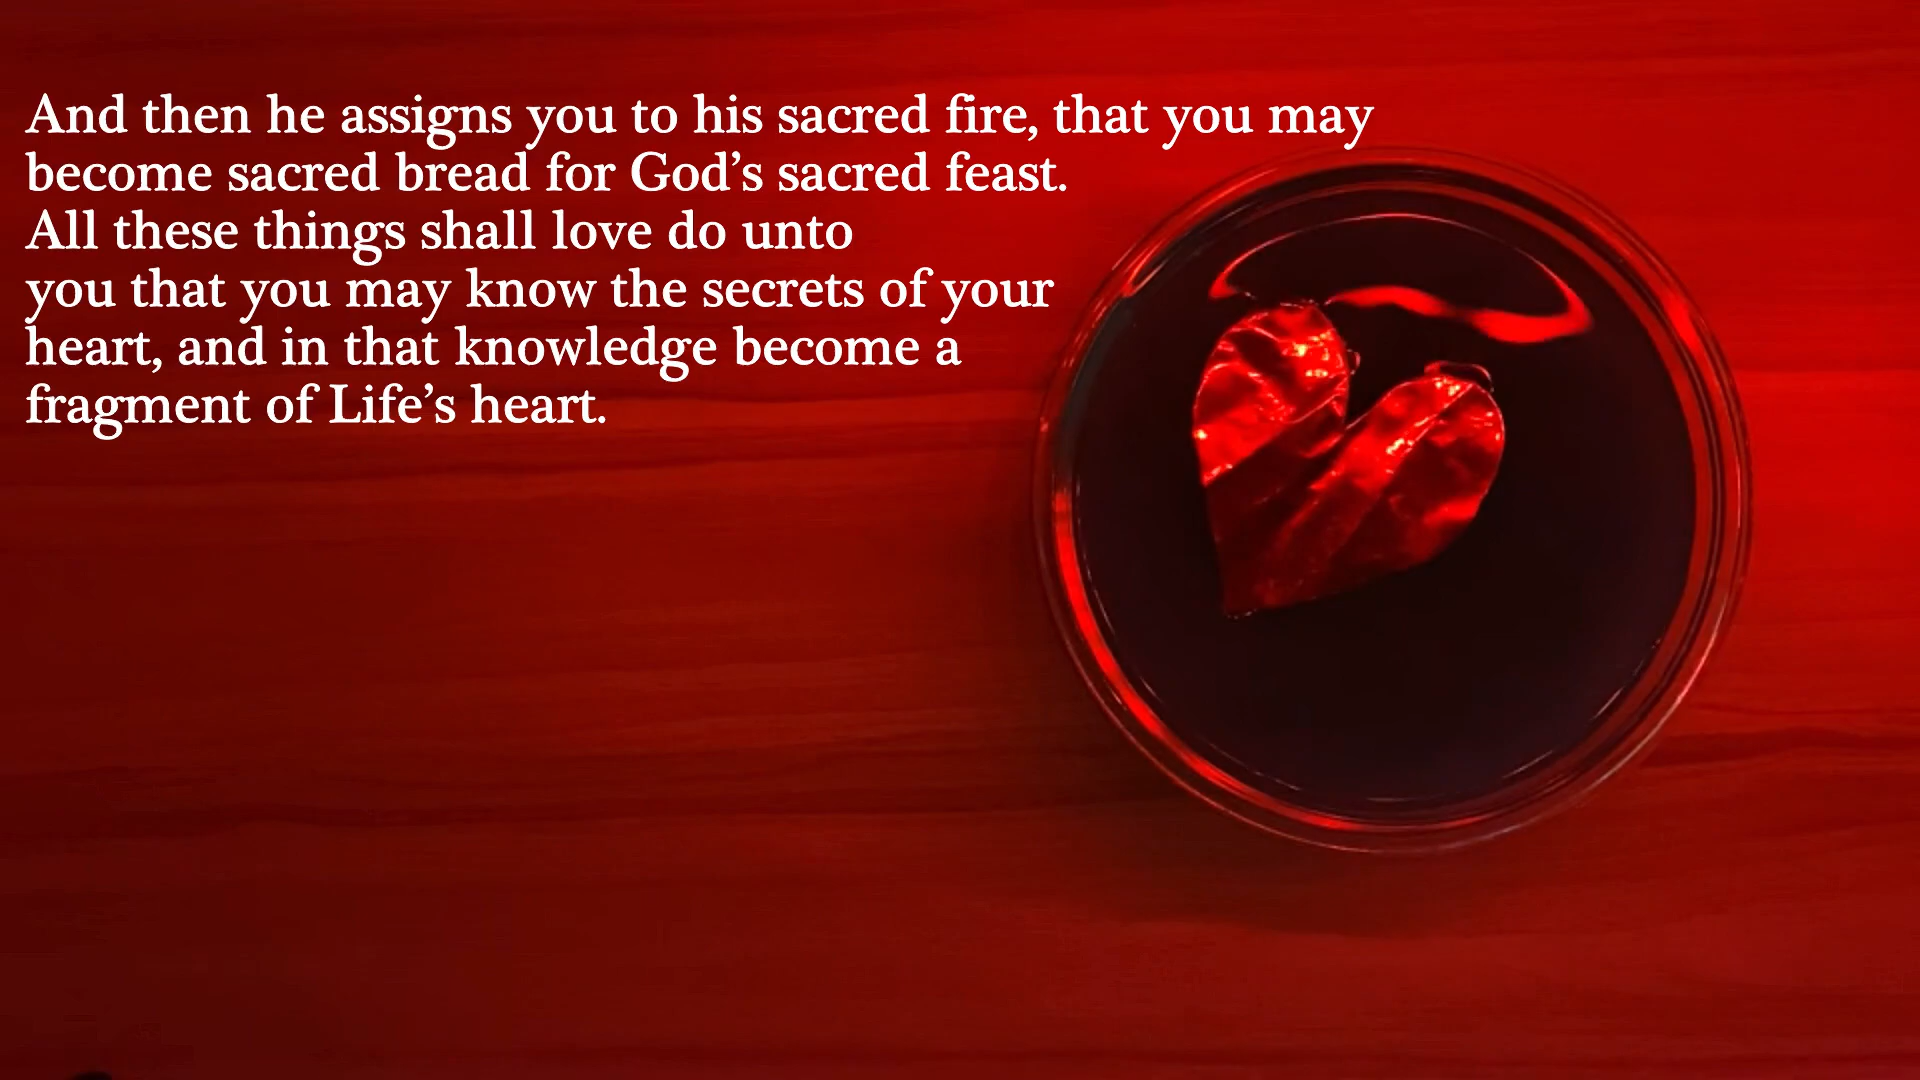 And then he assigns you to his sacred fire, that you may
become sacred bread for God’s sacred feast.
All these things shall love do unto
you that you may know the secrets of your
heart, and in that knowledge become a
fragment of Life’s heart.